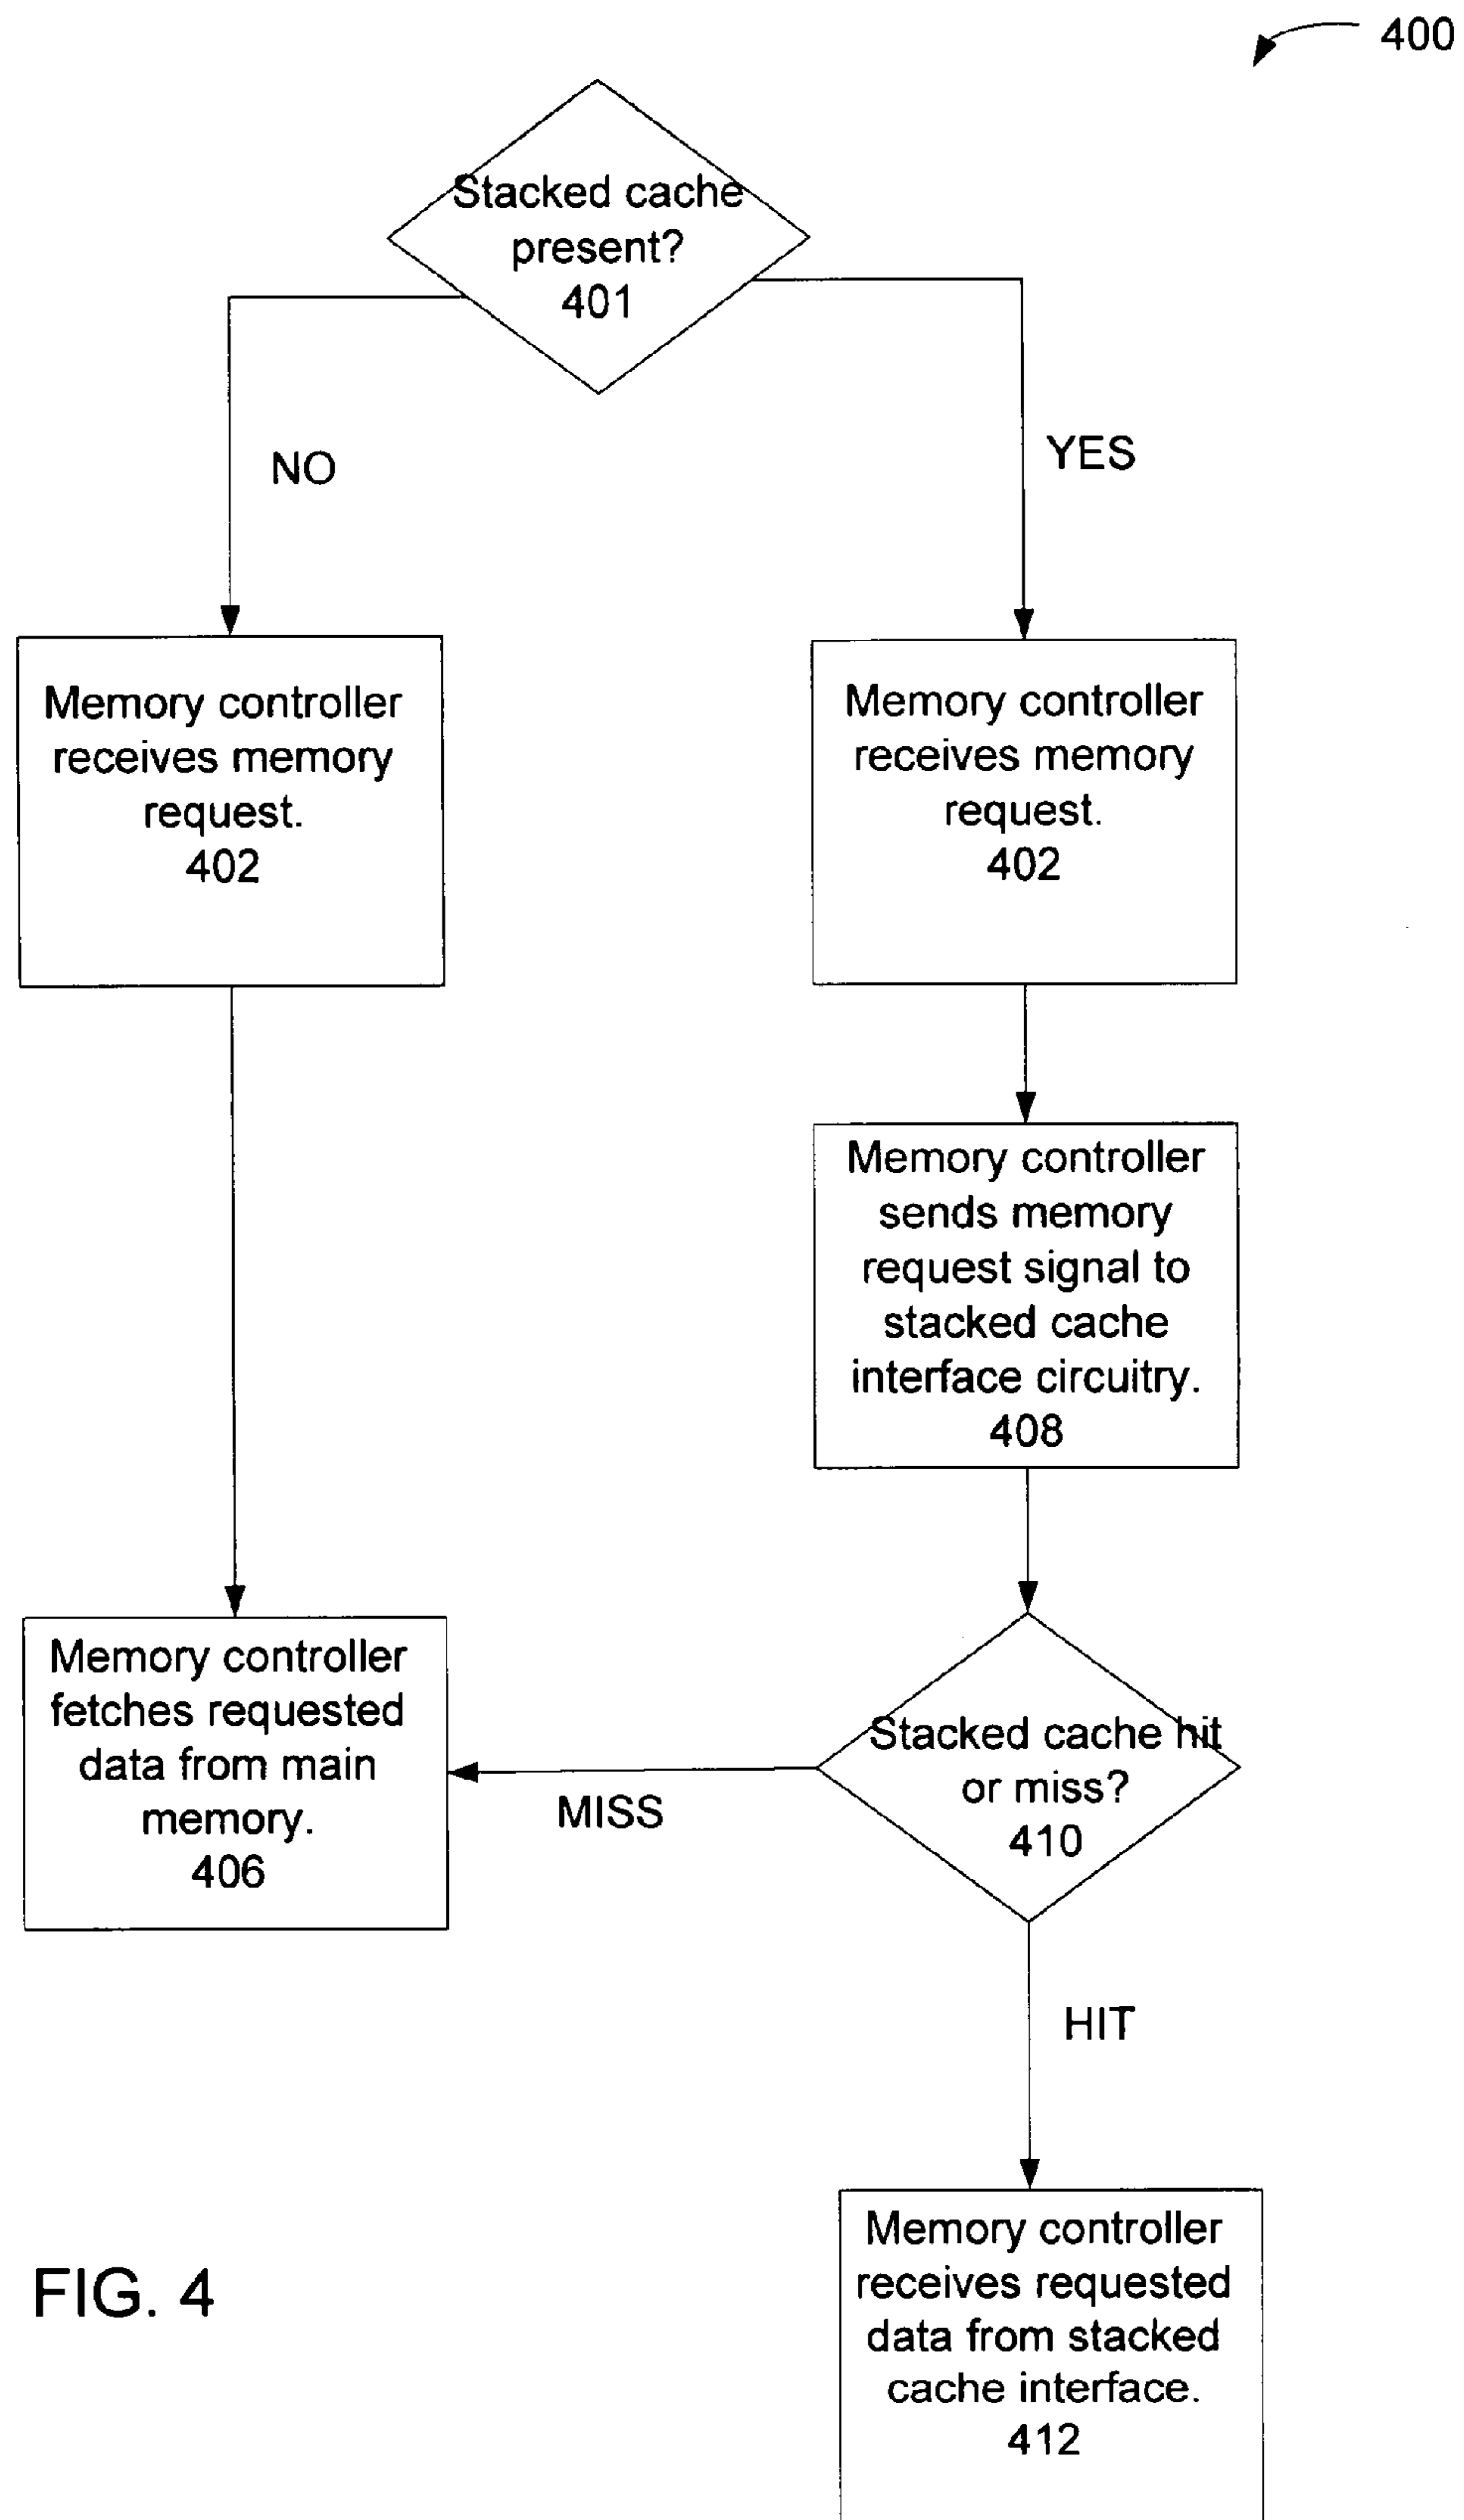 400
Stacked cache
present?
401
NO
YES
Memory controller
receives memory
request.
402
Memory controller
receives memory
request.
402
Memory controller
sends memory
request signal to
stacked cache
interface circuitry.
408
Memory controller
fetches requested
data from main
memory.
406
MISS
Stacked cache hit
or miss?
410
HIT
Memory controller
receives requested
data from stacked
cache interface.
412
FIG. 4